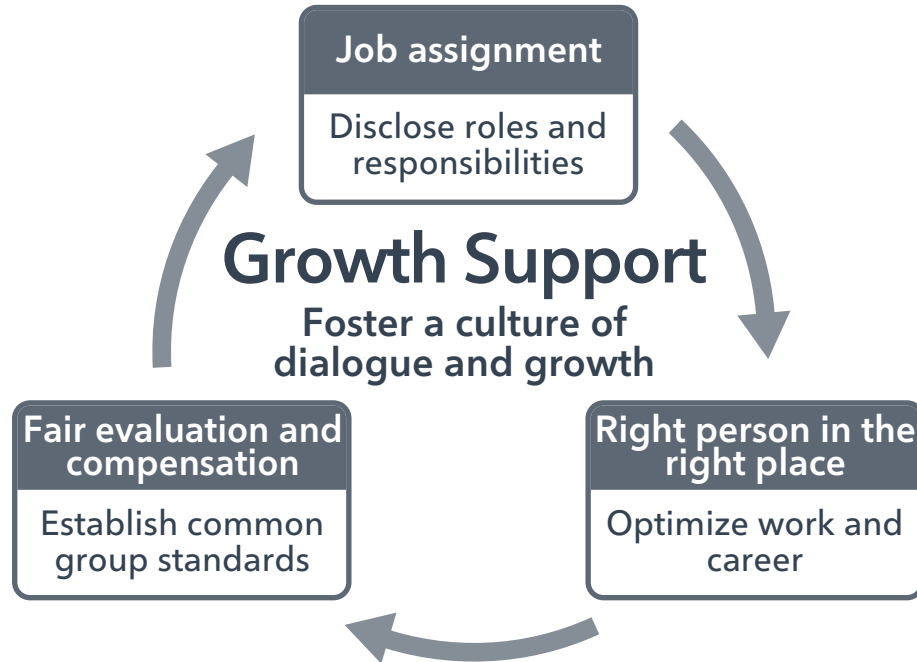 Job assignment
Disclose roles and
responsibilities
Growth Support
Foster a culture of
dialogue and growth
Fair evaluation and
compensation
Establish common
group standards
Right person in the
right place
Optimize work and
career